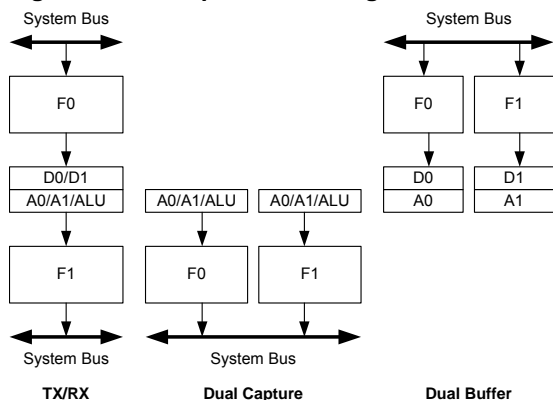 System Bus
System Bus
F0
F0
F1
D0/D1
D0
D1
A0/A1/ALU
A0/A1/ALU
A0/A1/ALU
A0
A1
F1
F0
F1
System Bus
System Bus
TX/RX
Dual Capture
Dual Buffer